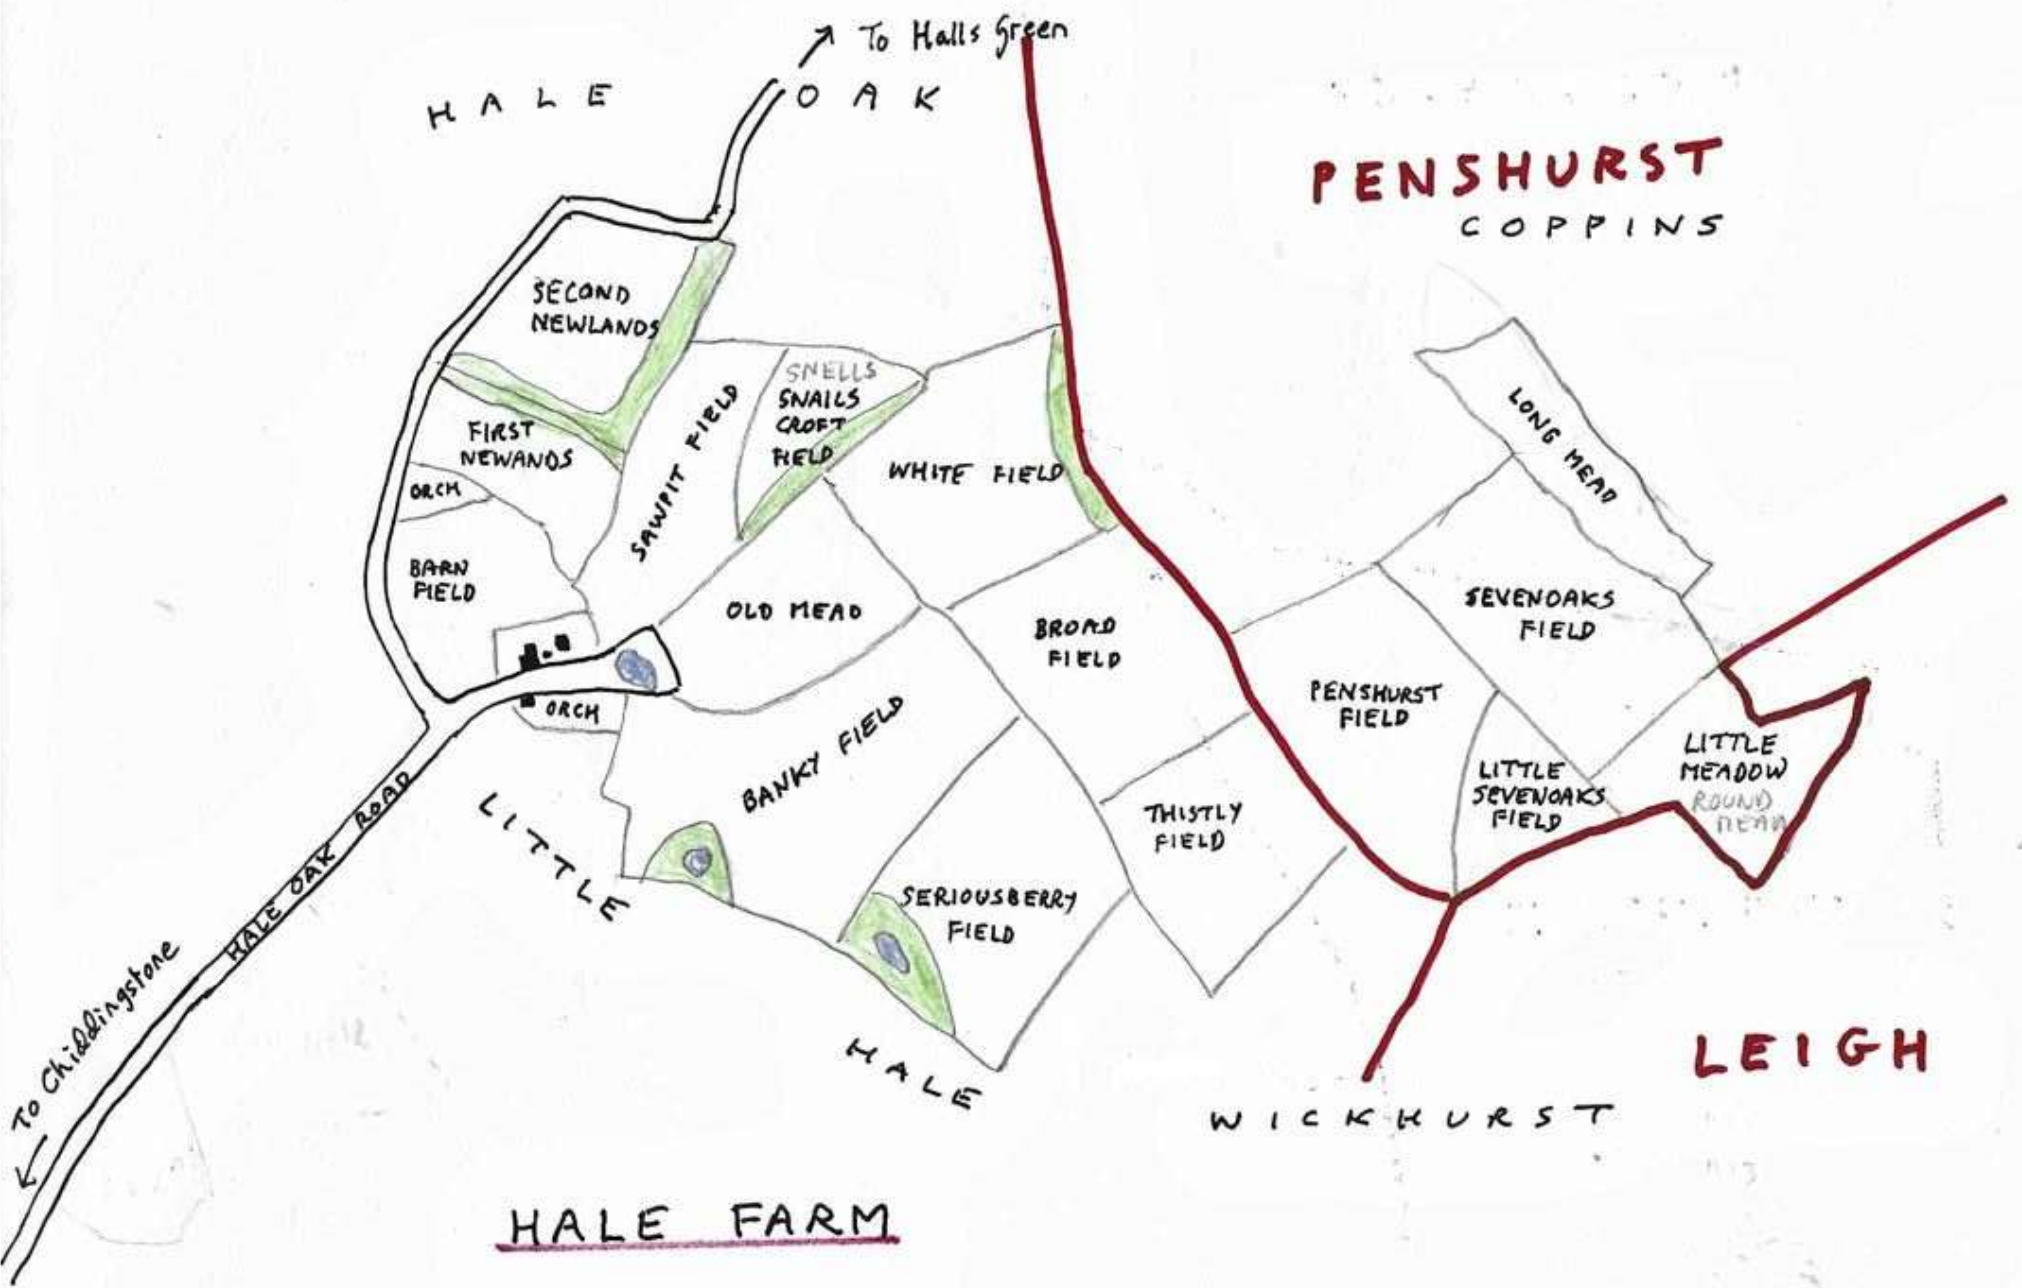 To Halls Green
HALE OAK
PENSHURST
COPPINS
SECOND
NEWLANDS
SNELLS
SNAILS
CROFT
FIELD
SAWPIT FIELD
WHITE FIELD
LONG MEAD
FIRST
NEWANDS
ORCH
BARN
FIELD
OLD MEAD
BROAD
FIELD
SEVENOAKS
FIELD
PENSHURST
FIELD
ORCH
BANKY FIELD
LITTLE
MEADOW
ROUND
MEAD
LITTLE
SEVENOAKS
FIELD
THISTLY
FIELD
SERIOUSBERRY
FIELD
LITTLE HALE
HALE OAK ROAD
To Chiddingstone
LEIGH
WICKHURST
HALE FARM